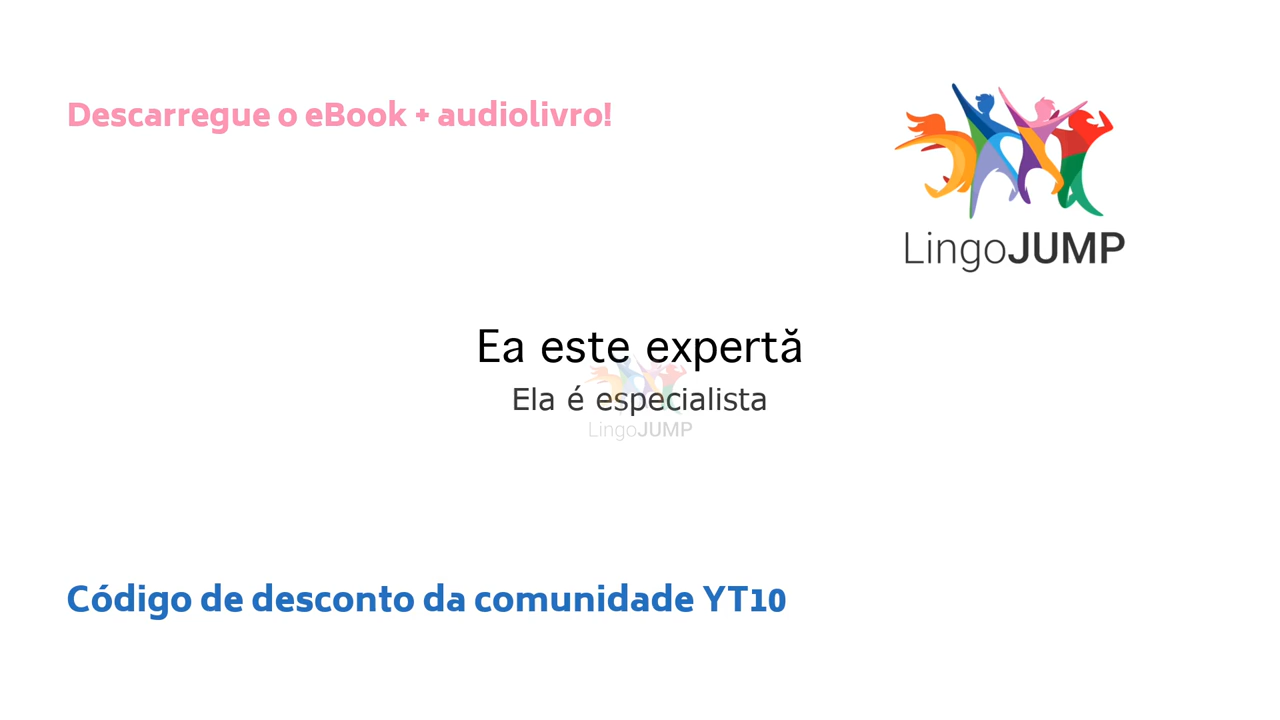 Descarregue o eBook + audiolivro!
LingoJUMP
Ea este expertă
Ela é especialista
LingoJUMP
Código de desconto da comunidade YT10